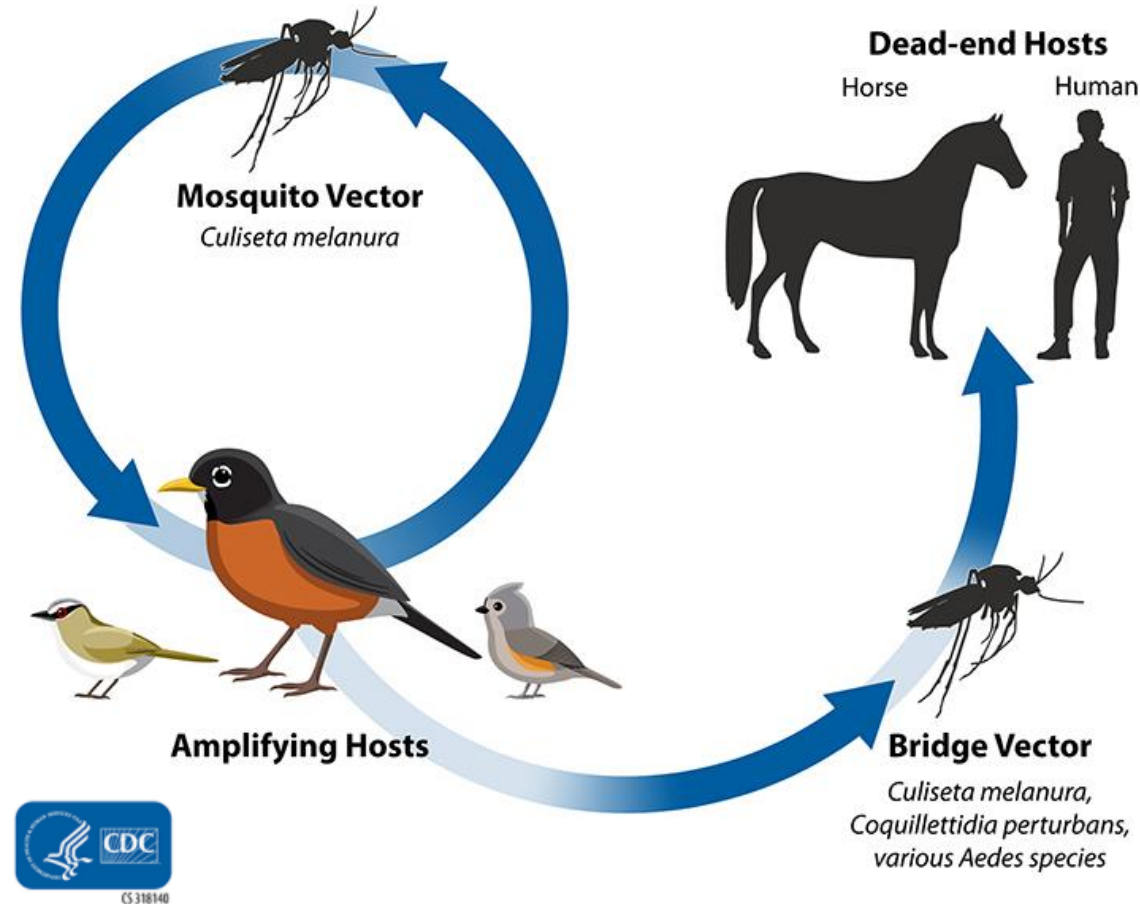 Mosquito Vector
Culiseta melanura
Dead-end Hosts
Horse
Human
Amplifying Hosts
Bridge Vector
Culiseta melanura,
Coquillettidia perturbans,
various Aedes species
CDC
CS 318140